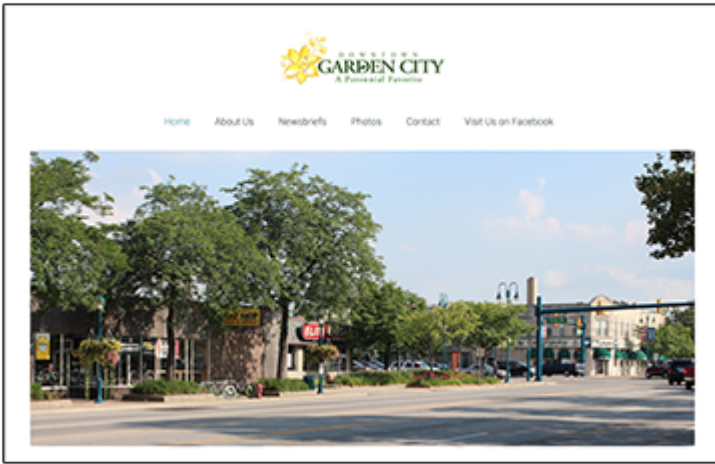 DOWNTOWN
GARDEN CITY
A Perennial Favorite
Home About Us Newsbriefs Photos Contact Visit Us on Facebook